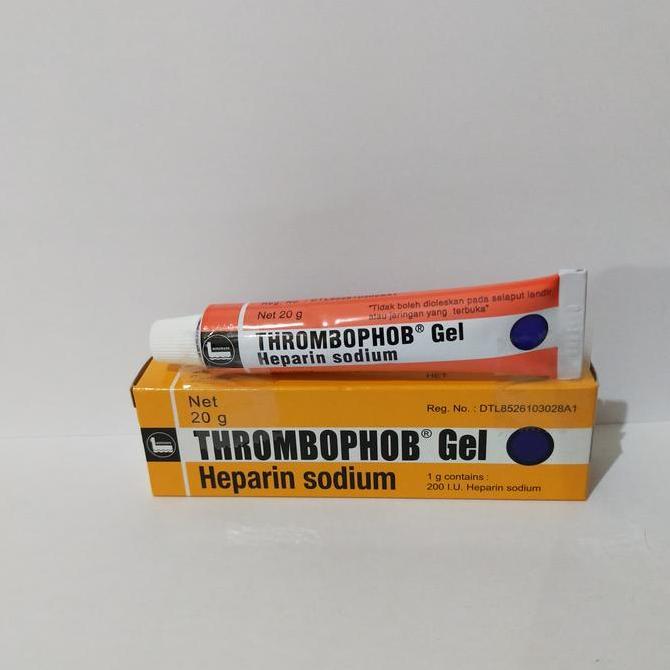 Net 20 g
"Tidak boleh dioleskan pada selaput lendir
atau jaringan yang terbuka"
THROMBOPHOB® Gel
Heparin sodium
HET
Net
20 g
Reg. No. : DTL8526103028A1
THROMBOPHOB® Gel
Heparin sodium
1 g contains :
200 I.U. Heparin sodium